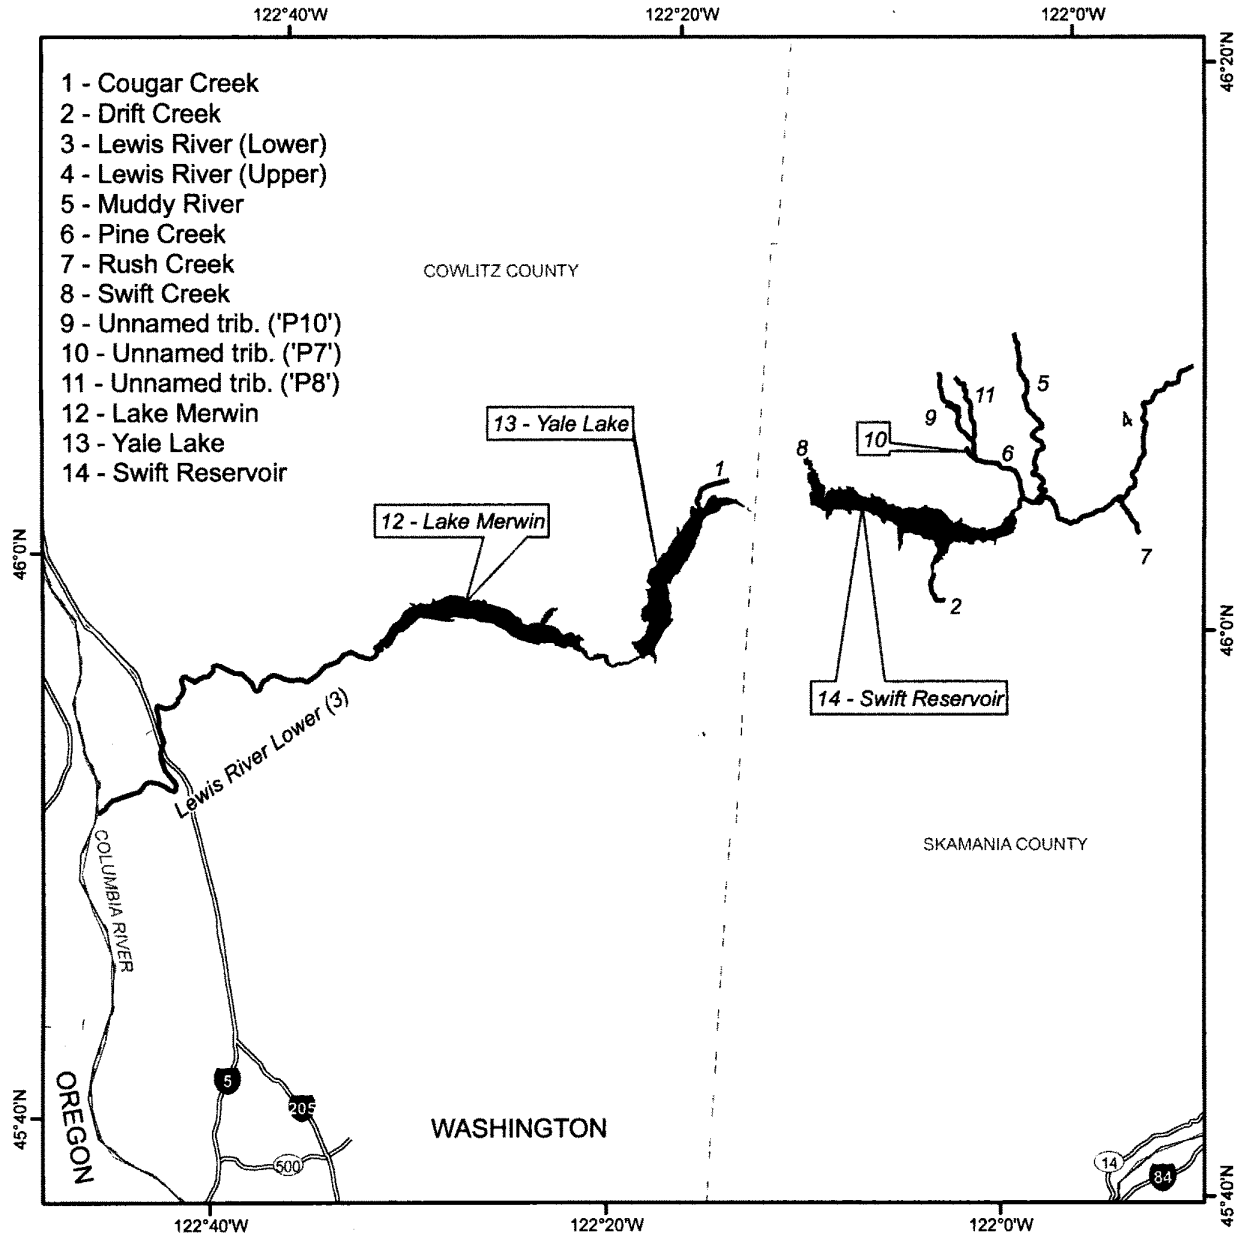 122°40'W
122°20'W
122°0'W
46°20'N
1 - Cougar Creek
2 - Drift Creek
3 - Lewis River (Lower)
4 - Lewis River (Upper)
5 - Muddy River
6 - Pine Creek
7 - Rush Creek
8 - Swift Creek
9 - Unnamed trib. ('P10')
10 - Unnamed trib. ('P7')
11 - Unnamed trib. ('P8')
12 - Lake Merwin
13 - Yale Lake
14 - Swift Reservoir
COWLITZ COUNTY
13 - Yale Lake
12 - Lake Merwin
1
8
10
9
11
6
5
4
7
2
14 - Swift Reservoir
46°0'N
46°0'N
Lewis River Lower (3)
COLUMBIA RIVER
SKAMANIA COUNTY
OREGON
WASHINGTON
5
205
500
14
84
45°40'N
45°40'N
122°40'W
122°20'W
122°0'W